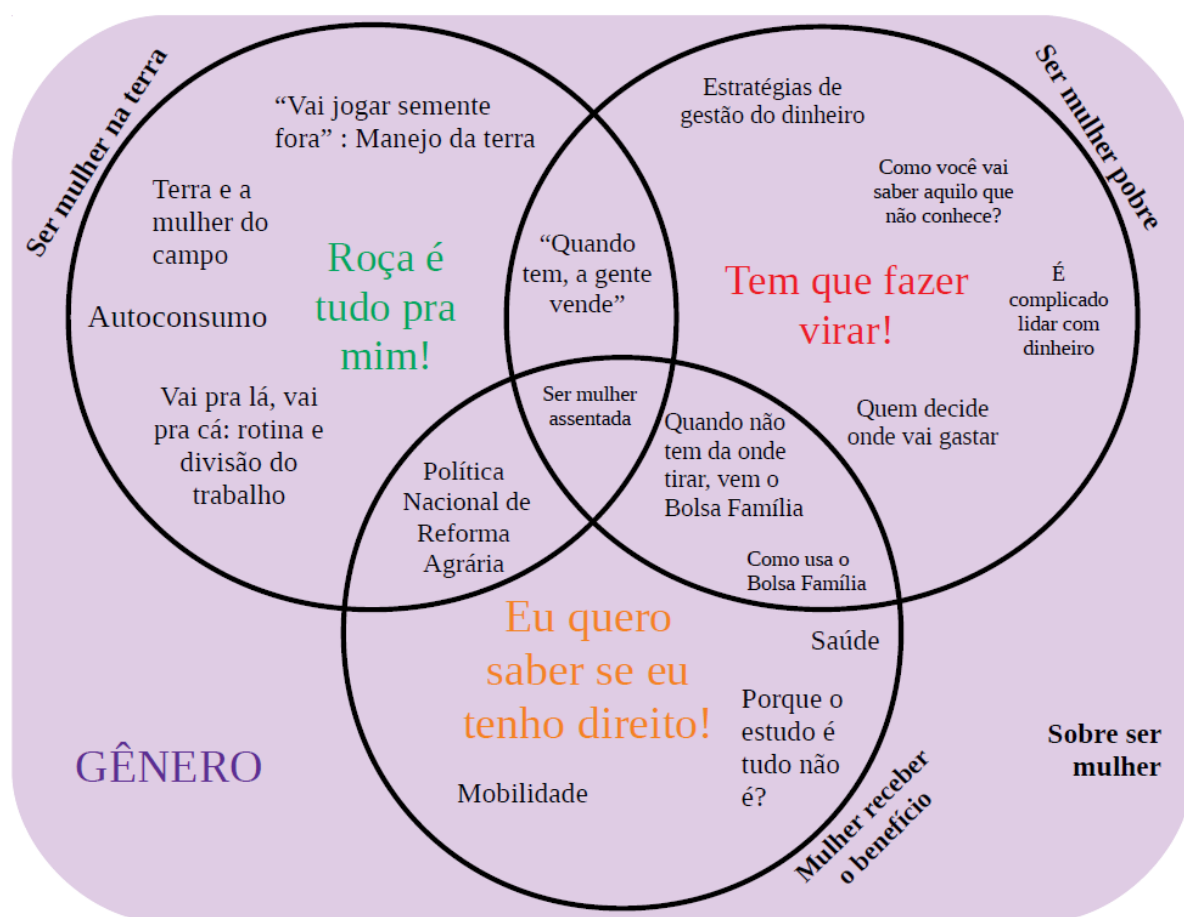 Ser mulher na terra
“Vai jogar semente
fora” : Manejo da terra
Terra e a
mulher do
campo
Roça é
tudo pra
mim!
Autoconsumo
Vai pra lá, vai
pra cá: rotina e
divisão do
trabalho
“Quando
tem, a gente
vende”
Ser mulher pobre
Estratégias de
gestão do dinheiro
Como você vai
saber aquilo que
não conhece?
Tem que fazer
virar!
É
complicado
lidar com
dinheiro
Quem decide
onde vai gastar
Ser mulher
assentada
Política
Nacional de
Reforma
Agrária
Quando não
tem da onde
tirar, vem o
Bolsa Família
Como usa o
Bolsa Família
Eu quero
saber se eu
tenho direito!
Saúde
Porque o
estudo é
tudo não
é?
Mobilidade
Mulher receber
o benefício
GÊNERO
Sobre ser
mulher